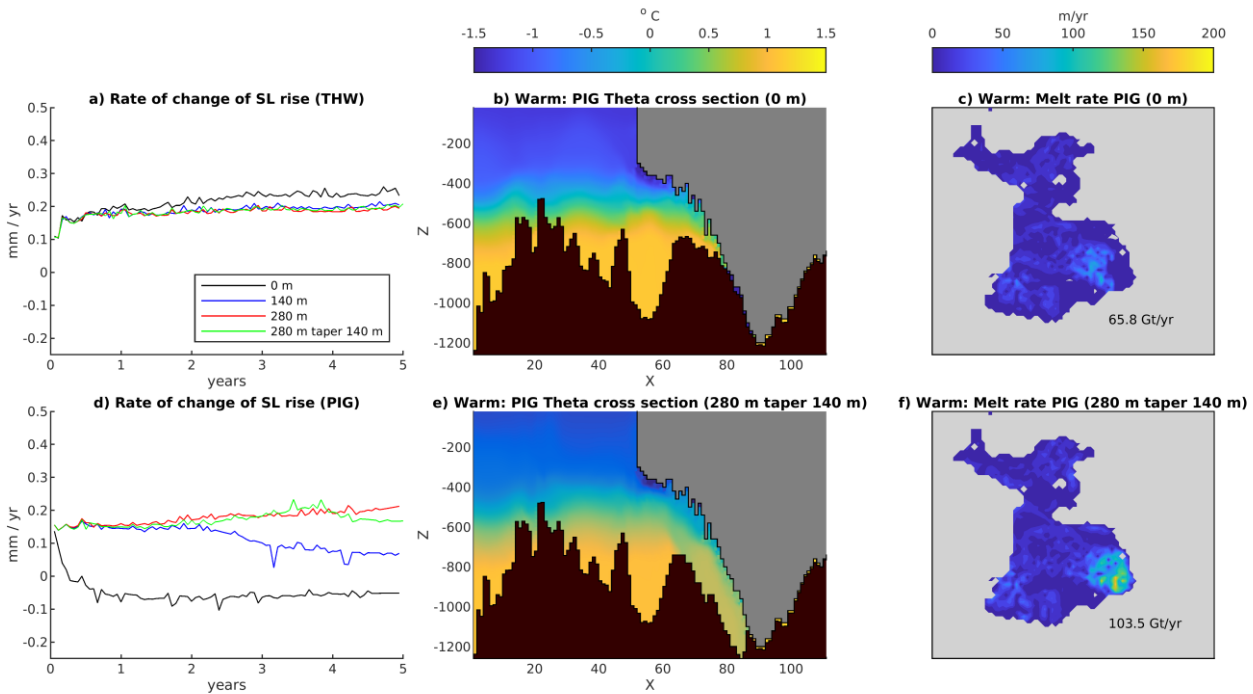 ° C
-1.5 -1 -0.5 0 0.5 1 1.5
m/yr
0 50 100 150 200
a) Rate of change of SL rise (THW)
0.5
0.4
0.3
0.2
0.1
0
-0.1
-0.2
mm / yr
0 m
140 m
280 m
280 m taper 140 m
0 1 2 3 4 5
years
b) Warm: PIG Theta cross section (0 m)
-200
-400
-600
-800
-1000
-1200
Z
20 40 60 80 100
X
c) Warm: Melt rate PIG (0 m)
65.8 Gt/yr
d) Rate of change of SL rise (PIG)
0.5
0.4
0.3
0.2
0.1
0
-0.1
-0.2
mm / yr
0 1 2 3 4 5
years
e) Warm: PIG Theta cross section (280 m taper 140 m)
-200
-400
-600
-800
-1000
-1200
Z
20 40 60 80 100
X
f) Warm: Melt rate PIG (280 m taper 140 m)
103.5 Gt/yr